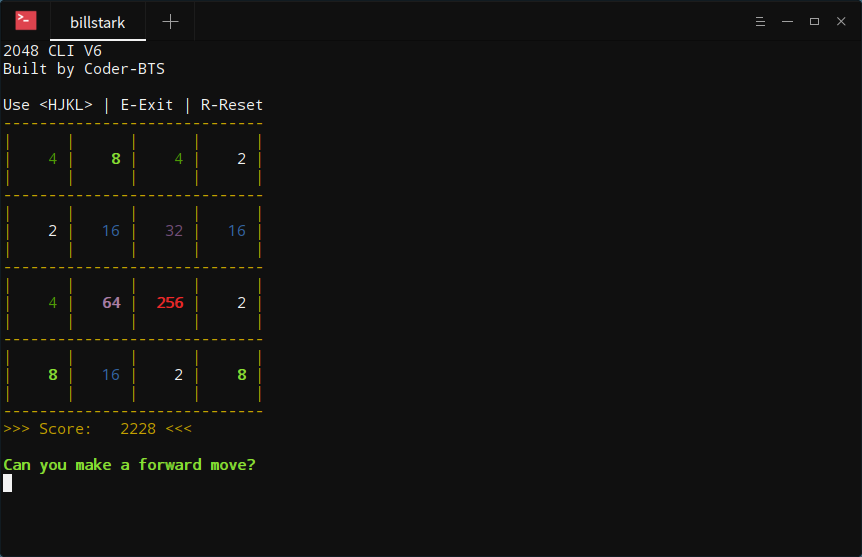 billstark
2048 CLI V6
Built by Coder-BTS
Use <HJKL> | E-Exit | R-Reset
4 | 8 | 4 | 2
2 | 16 | 32 | 16
4 | 64 | 256 | 2
8 | 16 | 2 | 8
>>> Score: 2228 <<<
Can you make a forward move?